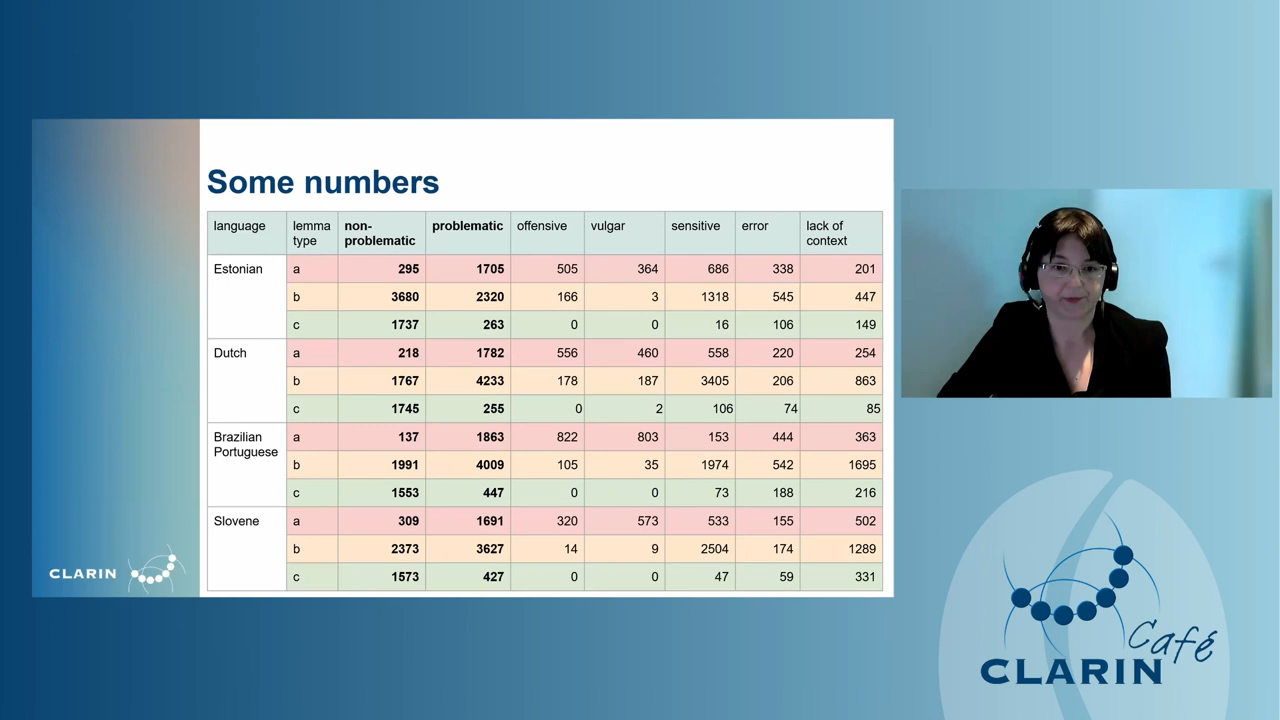 Some numbers
language lemma type non-problematic problematic offensive vulgar sensitive error lack of context
Estonian a 295 1705 505 364 686 338 201
b 3680 2320 166 3 1318 545 447
c 1737 263 0 0 16 106 149
Dutch a 218 1782 556 460 558 220 254
b 1767 4233 178 187 3405 206 863
c 1745 255 0 2 106 74 85
Brazilian Portuguese a 137 1863 822 803 153 444 363
b 1991 4009 105 35 1974 542 1695
c 1553 447 0 0 73 188 216
Slovene a 309 1691 320 573 533 155 502
b 2373 3627 14 9 2504 174 1289
c 1573 427 0 0 47 59 331
CLARIN
Café
CLARIN